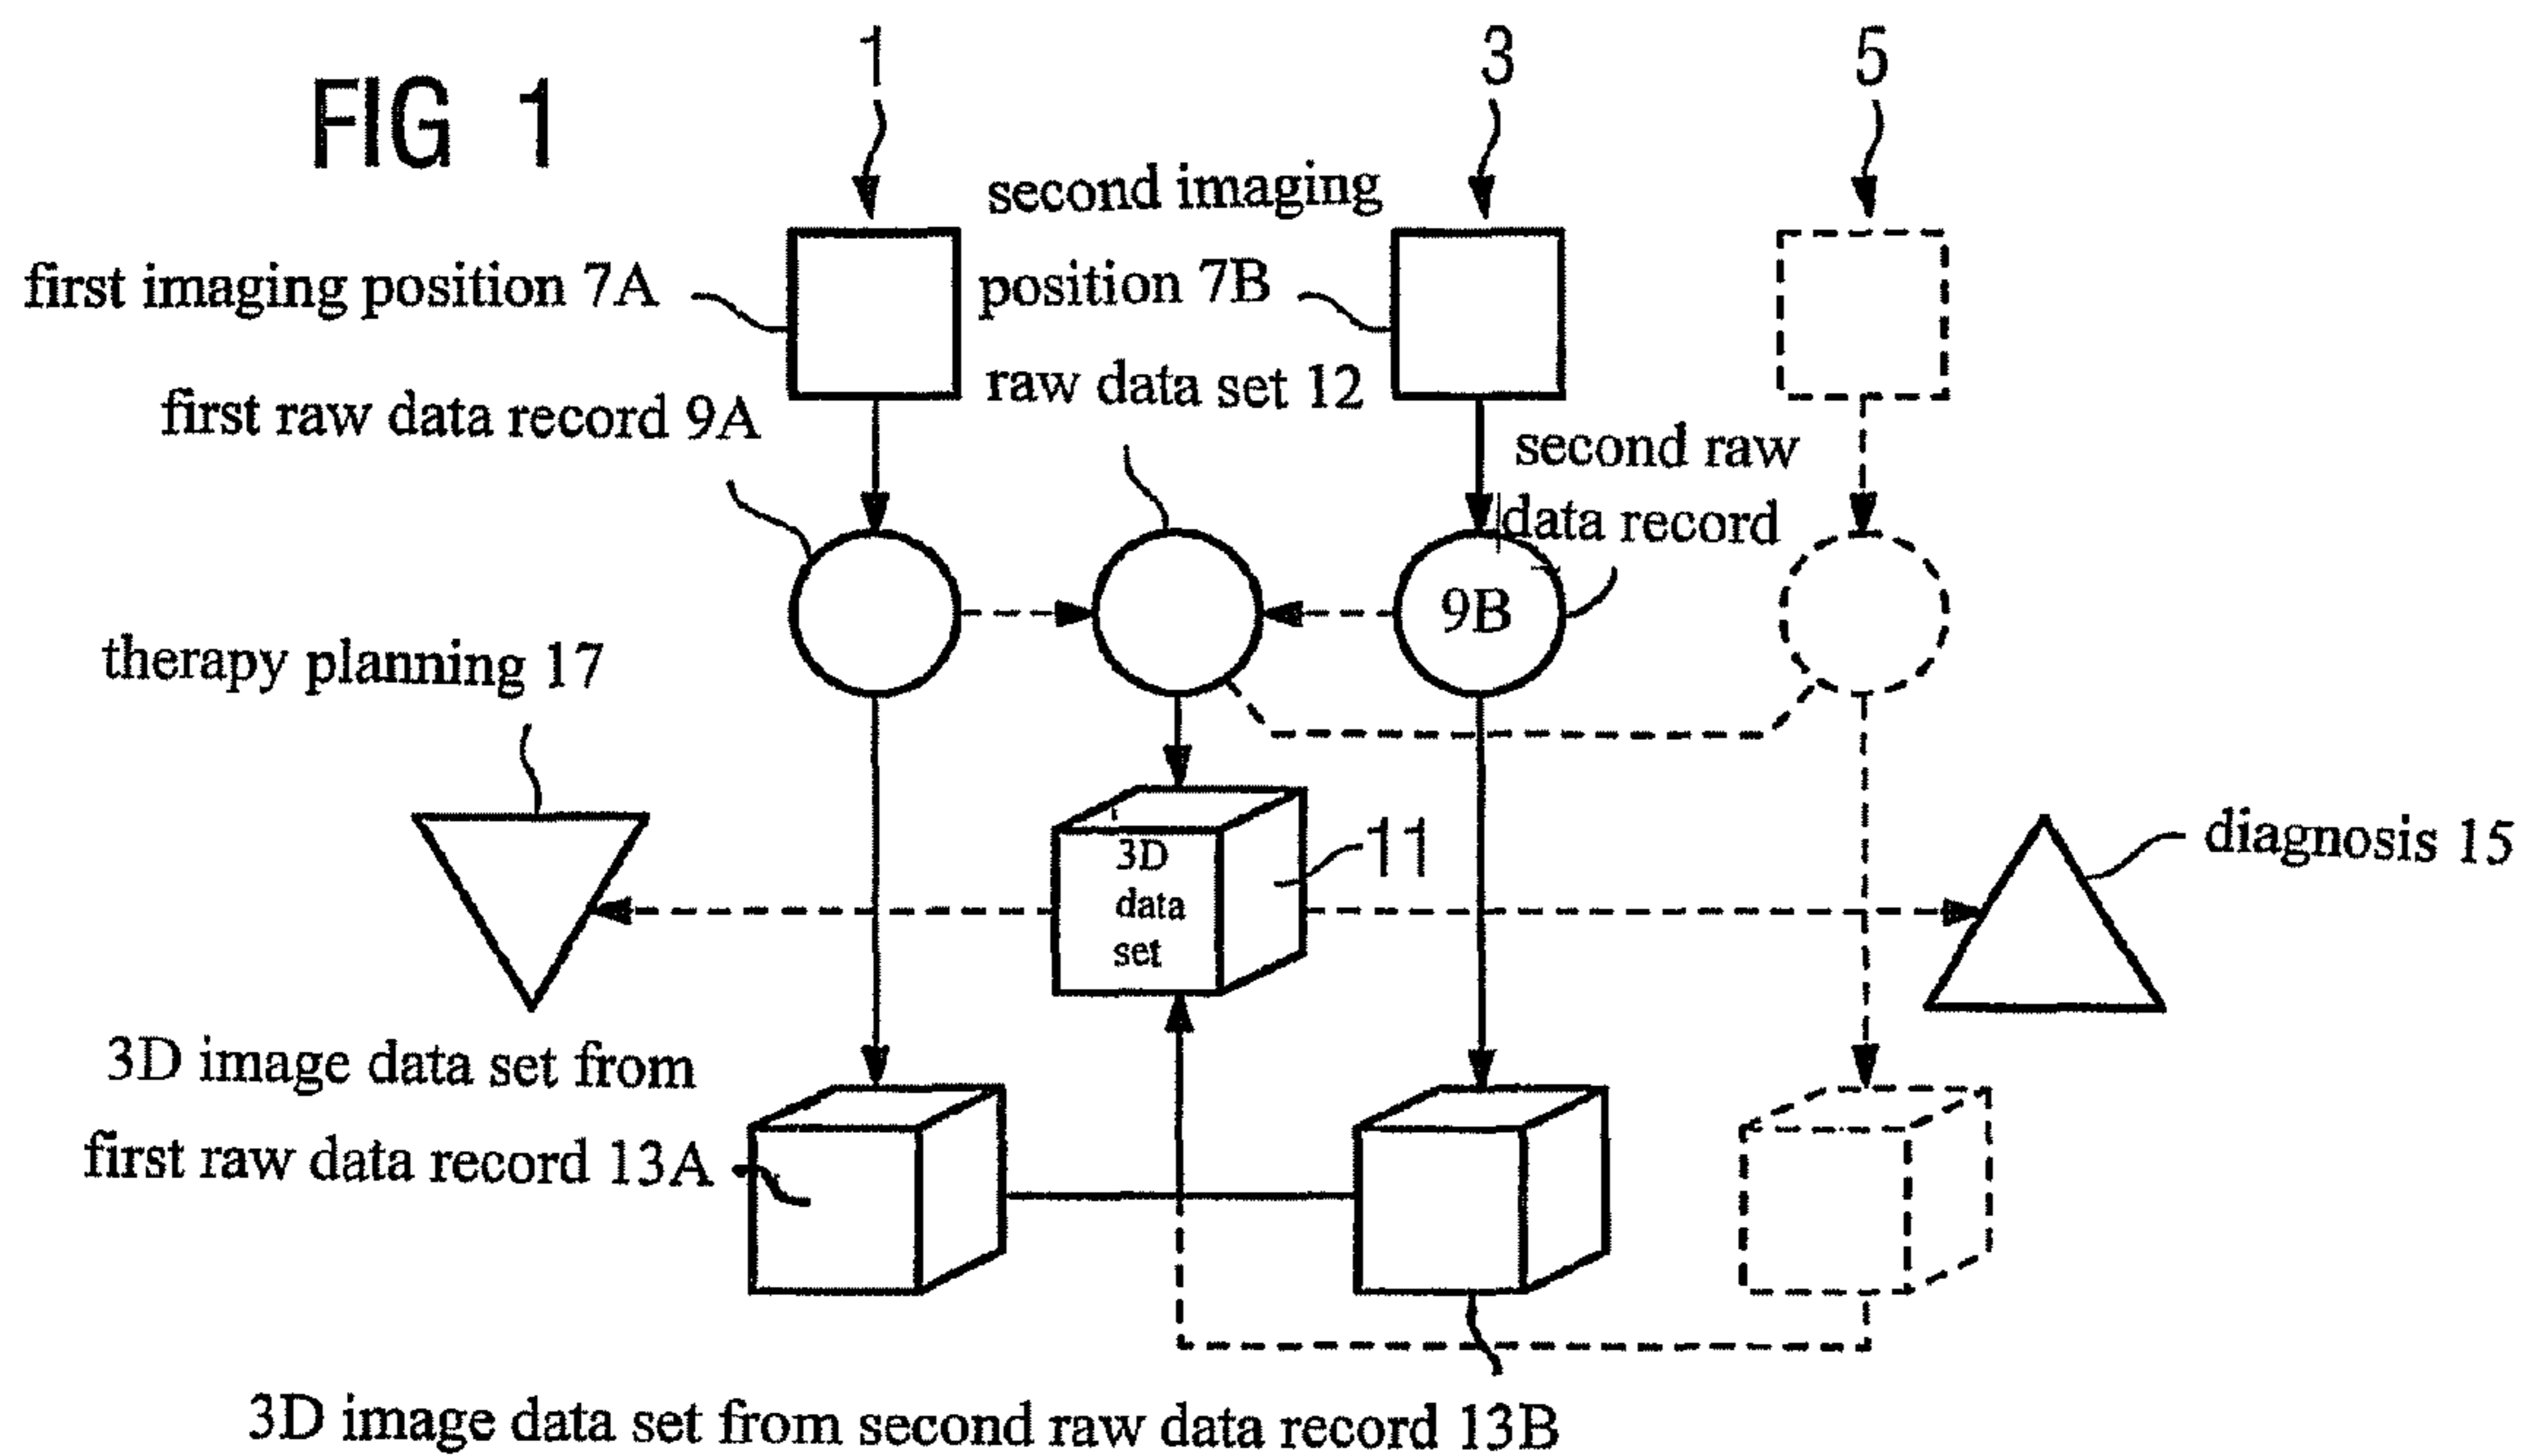 FIG 1
1
3
5
first imaging position 7A
second imaging
position 7B
first raw data record 9A
raw data set 12
second raw
data record
9B
therapy planning 17
3D
data
set
11
diagnosis 15
3D image data set from
first raw data record 13A
3D image data set from second raw data record 13B